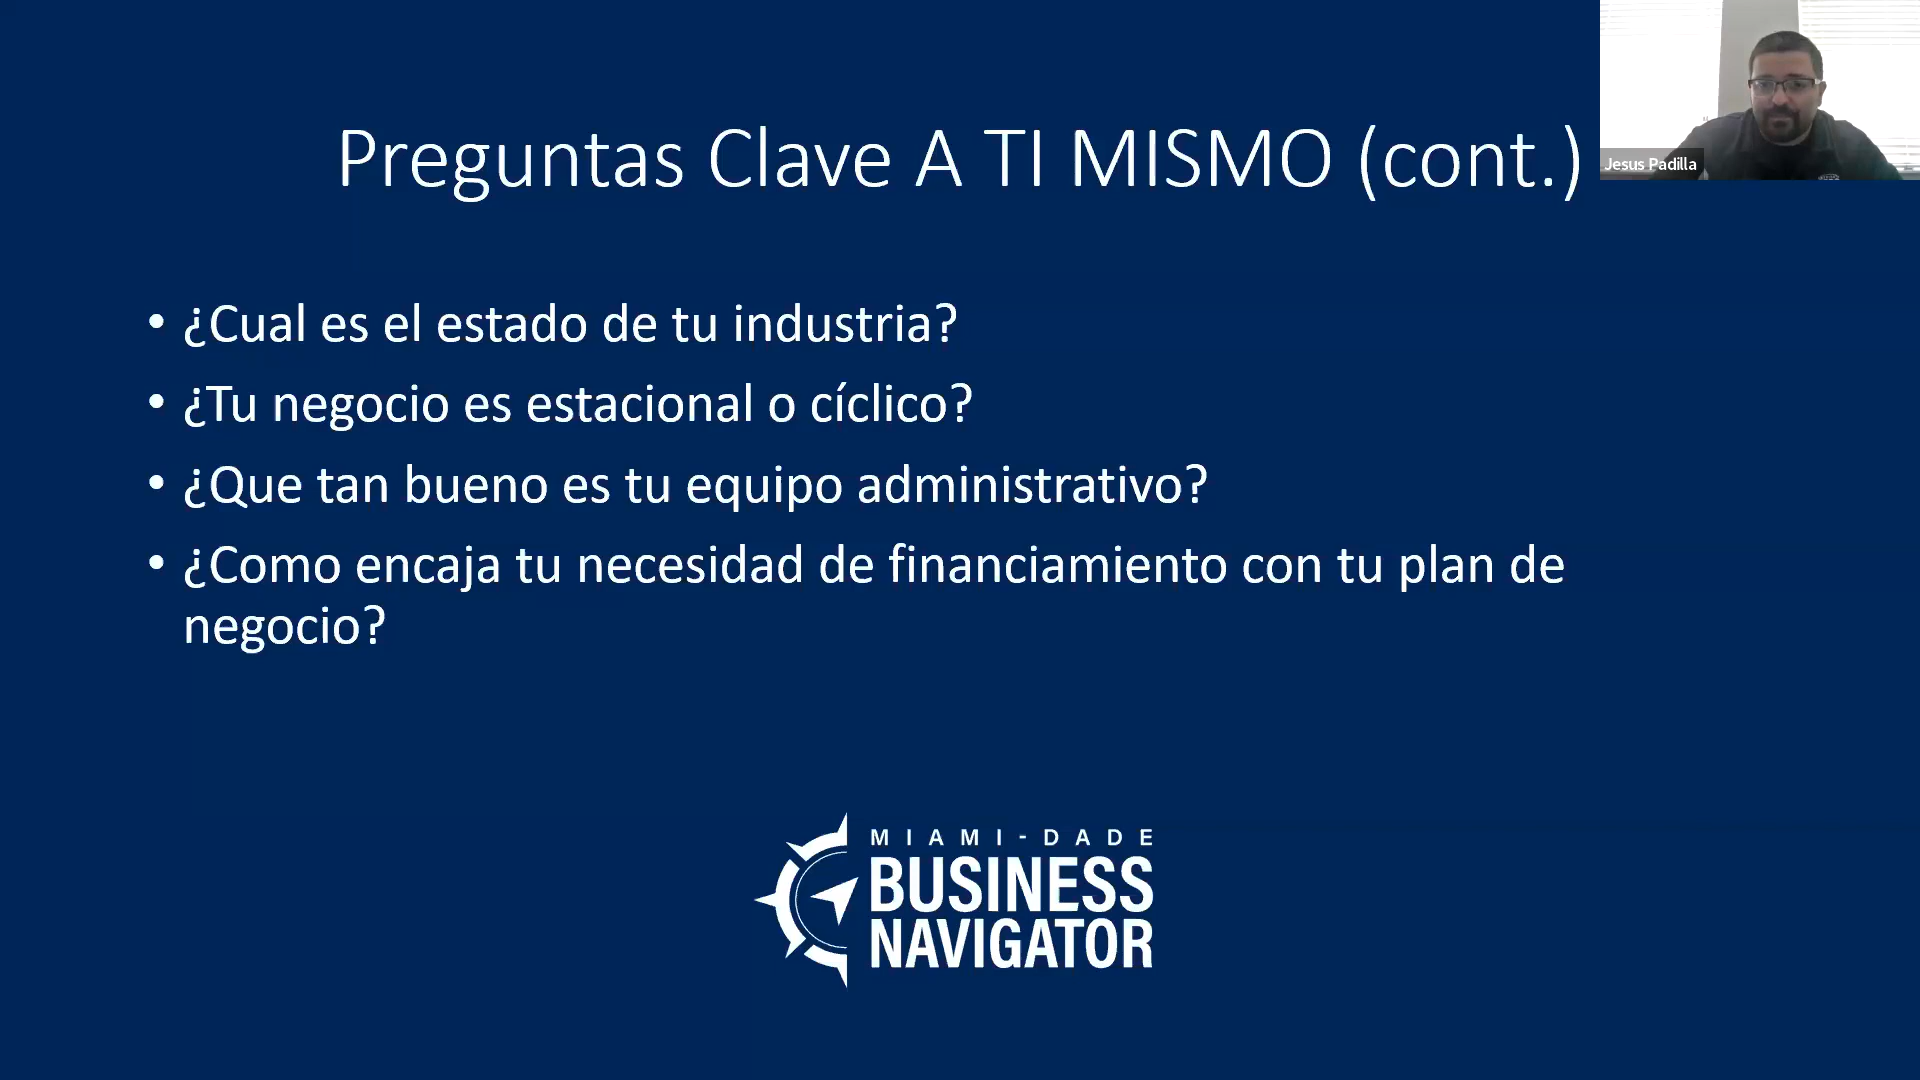 Preguntas Clave A TI MISMO (cont.)
Jesus Padilla
• ¿Cual es el estado de tu industria?
• ¿Tu negocio es estacional o cíclico?
• ¿Que tan bueno es tu equipo administrativo?
• ¿Como encaja tu necesidad de financiamiento con tu plan de
negocio?
MIAMI-DADE
BUSINESS
NAVIGATOR